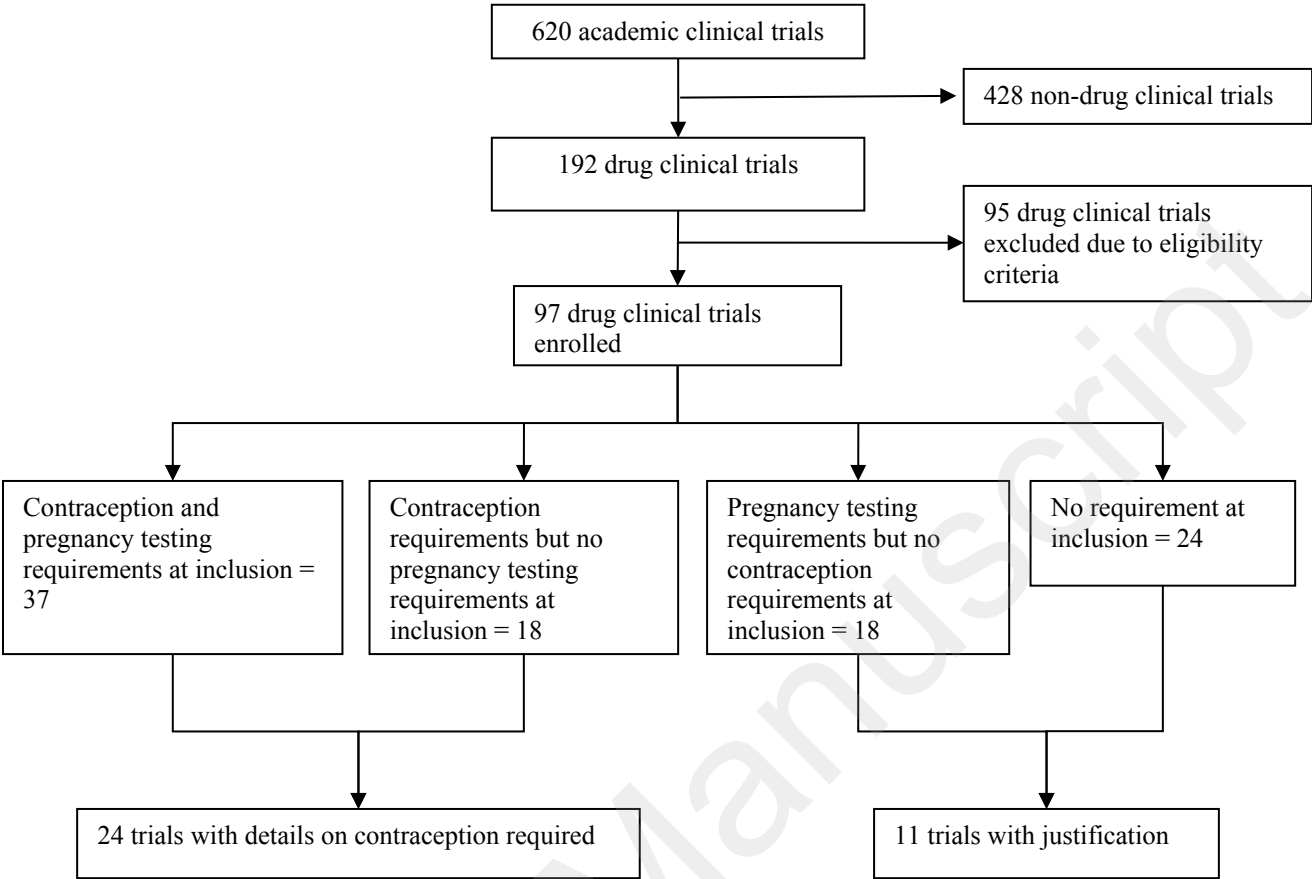 620 academic clinical trials
428 non-drug clinical trials
192 drug clinical trials
95 drug clinical trials
excluded due to eligibility
criteria
97 drug clinical trials
enrolled
Contraception and
pregnancy testing
requirements at inclusion =
37
Contraception
requirements but no
pregnancy testing
requirements at
inclusion = 18
Pregnancy testing
requirements but no
contraception
requirements at
inclusion = 18
No requirement at
inclusion = 24
24 trials with details on contraception required
11 trials with justification
Manuscript